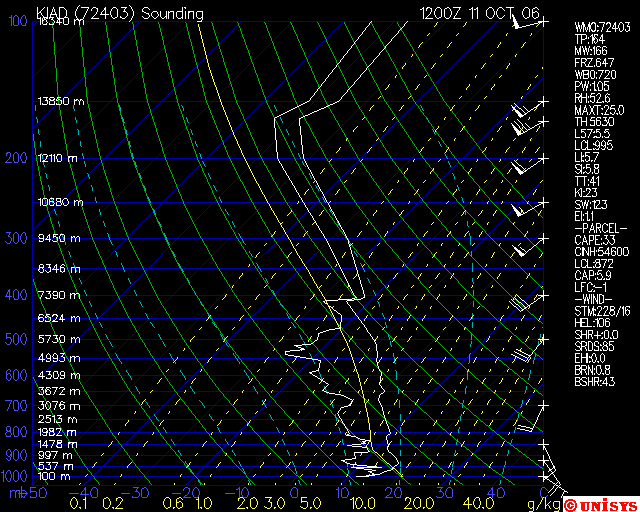 KIAD (72403) Sounding 1200Z 11 OCT 06
100 16540 m
13850 m
200 12110 m
10680 m
300 9450 m
8346 m
400 7390 m
6524 m
500 5730 m
4993 m
600 4309 m
3672 m
700 3076 m
2513 m
800 1982 m
1478 m
900 997 m
537 m
1000 100 m
mb -50 -40 -30 -20 -10 0 10 20 30 40 C
0.1 0.2 0.6 1.0 2.0 3.0 5.0 10.0 20.0 40.0 g/kg
WMO:72403
TP:164
MW:166
FRZ:647
WB0:720
PW:1.05
RH:52.6
MAXT:25.0
TH:5630
L57:5.5
LCL:995
LI:5.7
SI:5.8
TT:41
KI:23
SW:123
EI:1.1
-PARCEL-
CAPE:33
CINH:54600
LCL:872
CAP:5.9
LFC:-1
-WIND-
STM:228/16
HEL:106
SHR+:0.0
SRDS:85
EHI:0.0
BRN:0.8
BSHR:43
UNISYS